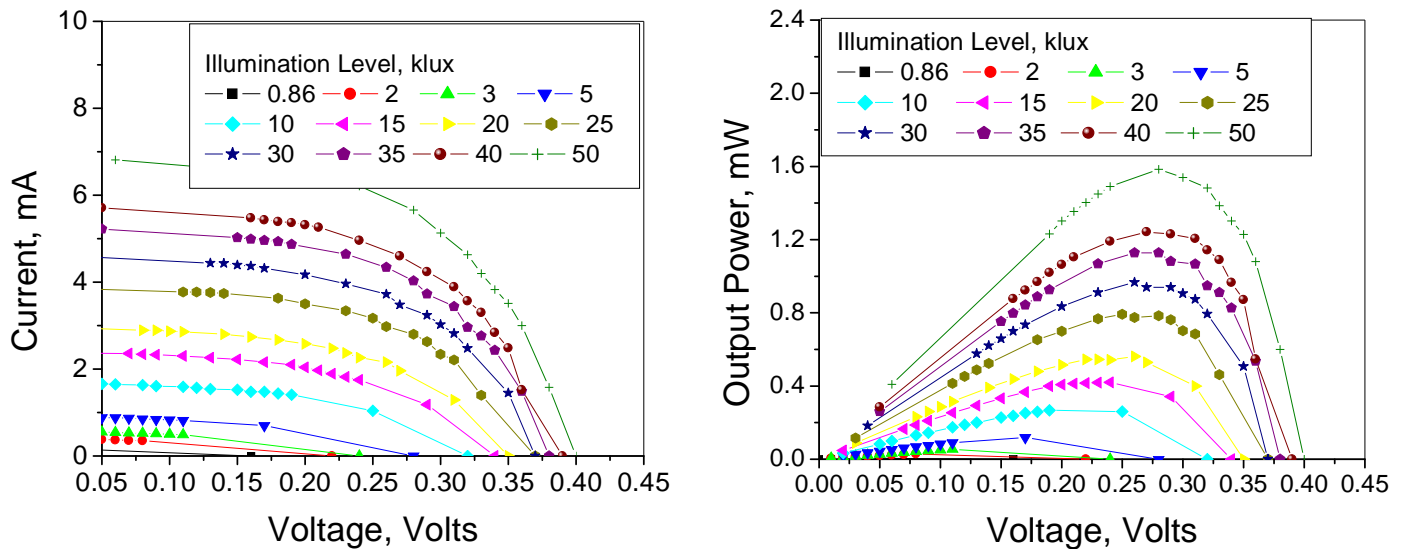 10
8
6
4
2
0
Current, mA
Illumination Level, klux
0.86 2 3 5
10 15 20 25
30 35 40 50
0.05 0.10 0.15 0.20 0.25 0.30 0.35 0.40 0.45
Voltage, Volts
2.4
2.0
1.6
1.2
0.8
0.4
0.0
Output Power, mW
Illumination Level, klux
0.86 2 3 5
10 15 20 25
30 35 40 50
0.00 0.05 0.10 0.15 0.20 0.25 0.30 0.35 0.40 0.45
Voltage, Volts